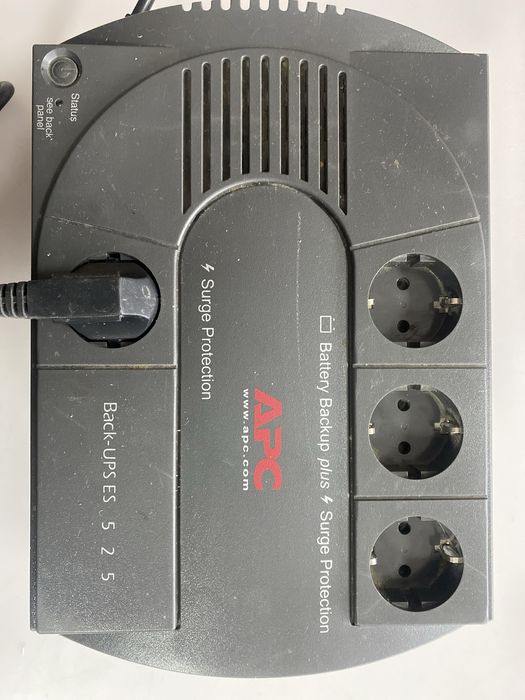 Status
see back
panel
⚡ Surge Protection
Battery Backup plus ⚡ Surge Protection
APC
www.apc.com
Back-UPS ES 525